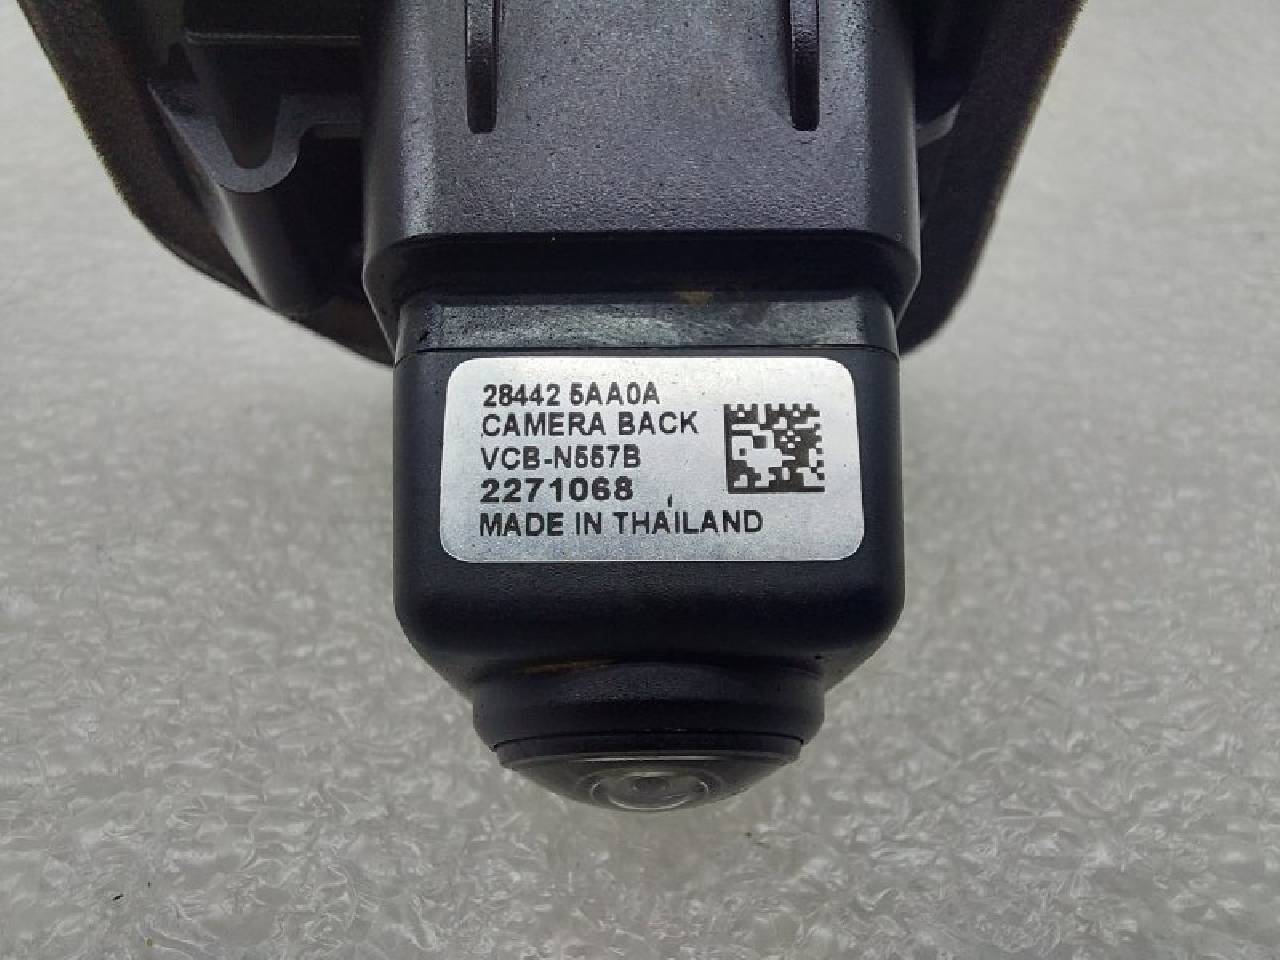 28442 5AA0A
CAMERA BACK
VCB-N557B
2271068
MADE IN THAILAND